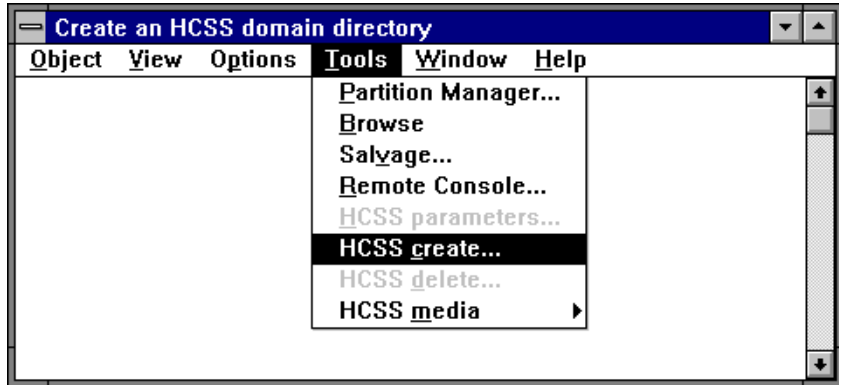 Create an HCSS domain directory
Object View Options Tools Window Help
Partition Manager...
Browse
Salvage...
Remote Console...
HCSS parameters...
HCSS create...
HCSS delete...
HCSS media